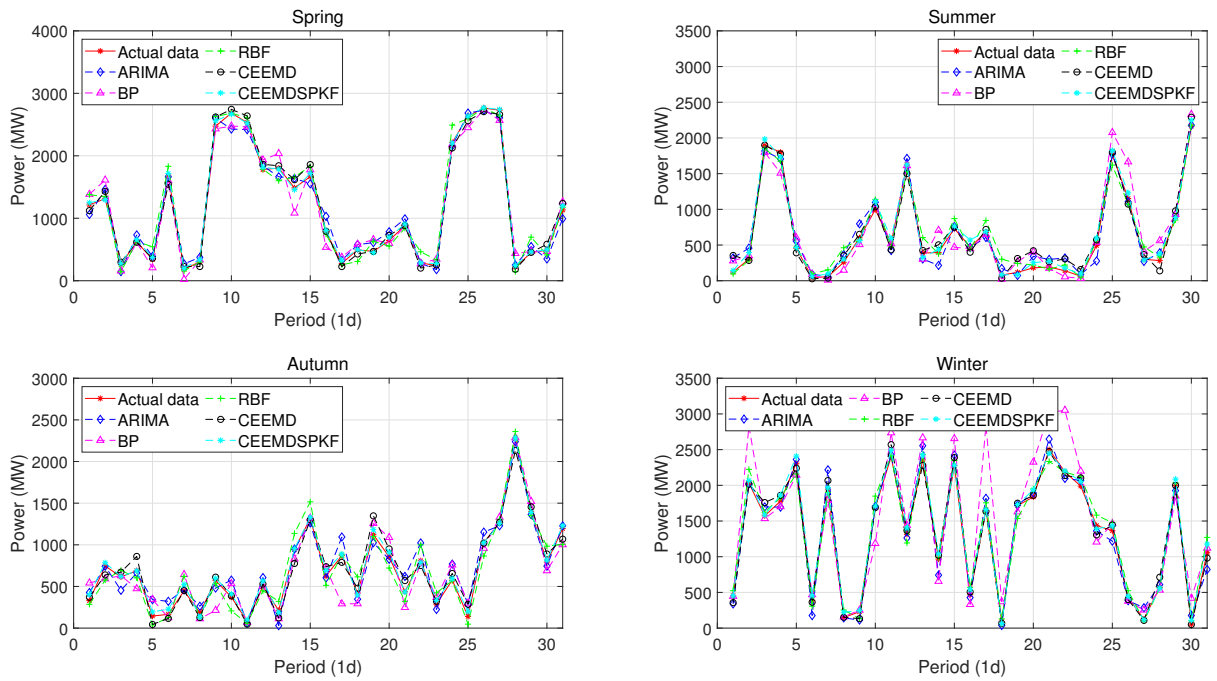 Spring
4000
3000
2000
1000
0
Power (MW)
Actual data
ARIMA
BP
RBF
CEEMD
CEEMDSPKF
0 5 10 15 20 25 30
Period (1d)
Summer
3500
3000
2500
2000
1500
1000
500
0
Power (MW)
Actual data
ARIMA
BP
RBF
CEEMD
CEEMDSPKF
0 5 10 15 20 25 30
Period (1d)
Autumn
3000
2500
2000
1500
1000
500
0
Power (MW)
Actual data
ARIMA
BP
RBF
CEEMD
CEEMDSPKF
0 5 10 15 20 25 30
Period (1d)
Winter
3500
3000
2500
2000
1500
1000
500
0
Power (MW)
Actual data
ARIMA
BP
RBF
CEEMD
CEEMDSPKF
0 5 10 15 20 25 30
Period (1d)